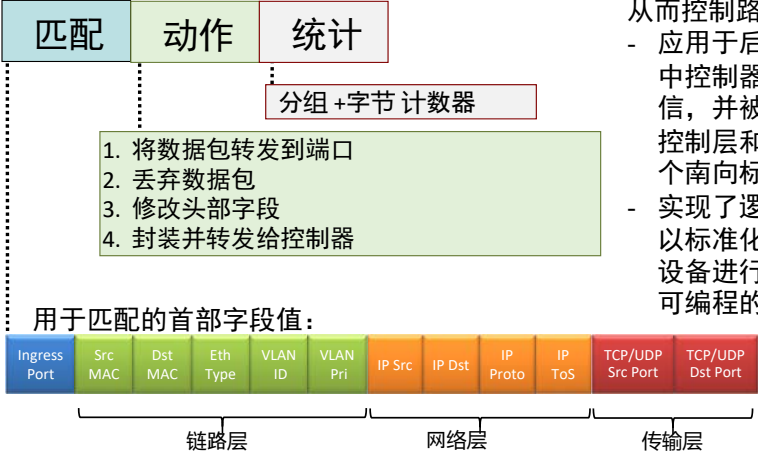 匹配 动作 统计
分组 +字节 计数器
1. 将数据包转发到端口
2. 丢弃数据包
3. 修改头部字段
4. 封装并转发给控制器
从而控制路
- 应用于后
中控制器
信，并被
控制层和
个南向标
- 实现了逻
以标准化
设备进行
可编程的
用于匹配的首部字段值：
Ingress Port
Src MAC
Dst MAC
Eth Type
VLAN ID
VLAN Pri
IP Src
IP Dst
IP Proto
IP ToS
TCP/UDP Src Port
TCP/UDP Dst Port
链路层 网络层 传输层